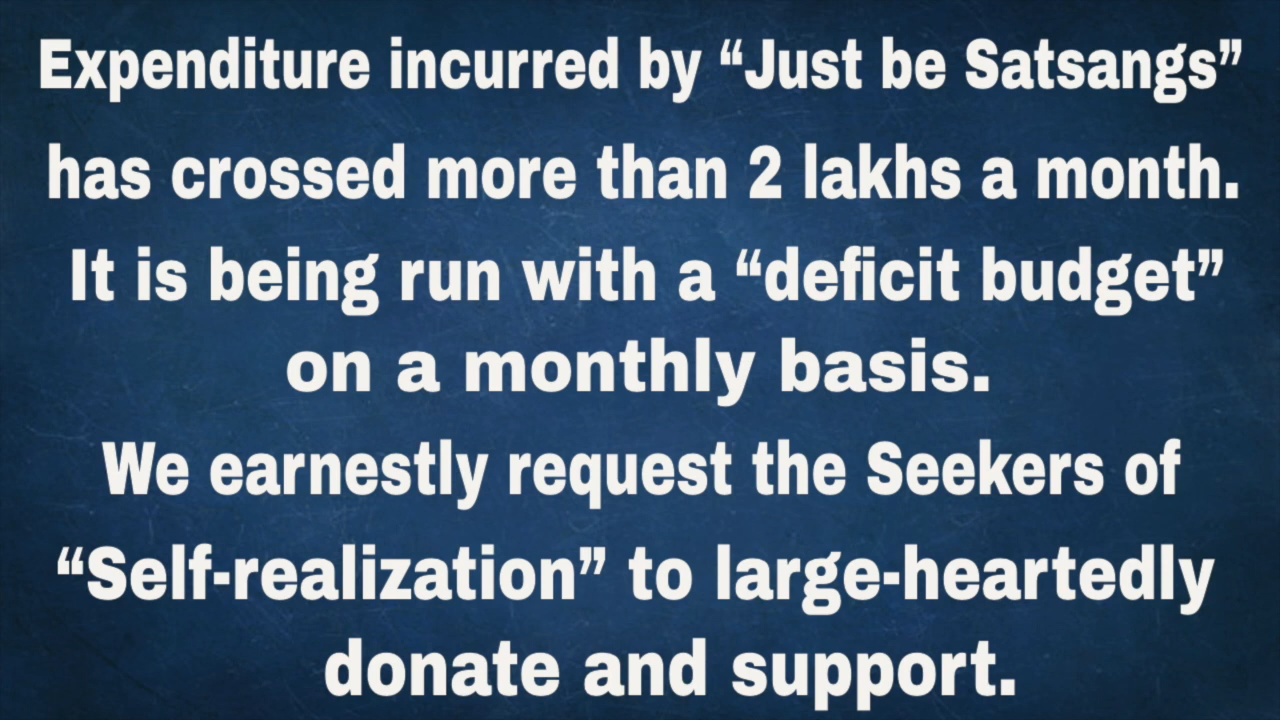 Expenditure incurred by “Just be Satsangs”
has crossed more than 2 lakhs a month.
It is being run with a “deficit budget”
on a monthly basis.
We earnestly request the Seekers of
“Self-realization” to large-heartedly
donate and support.